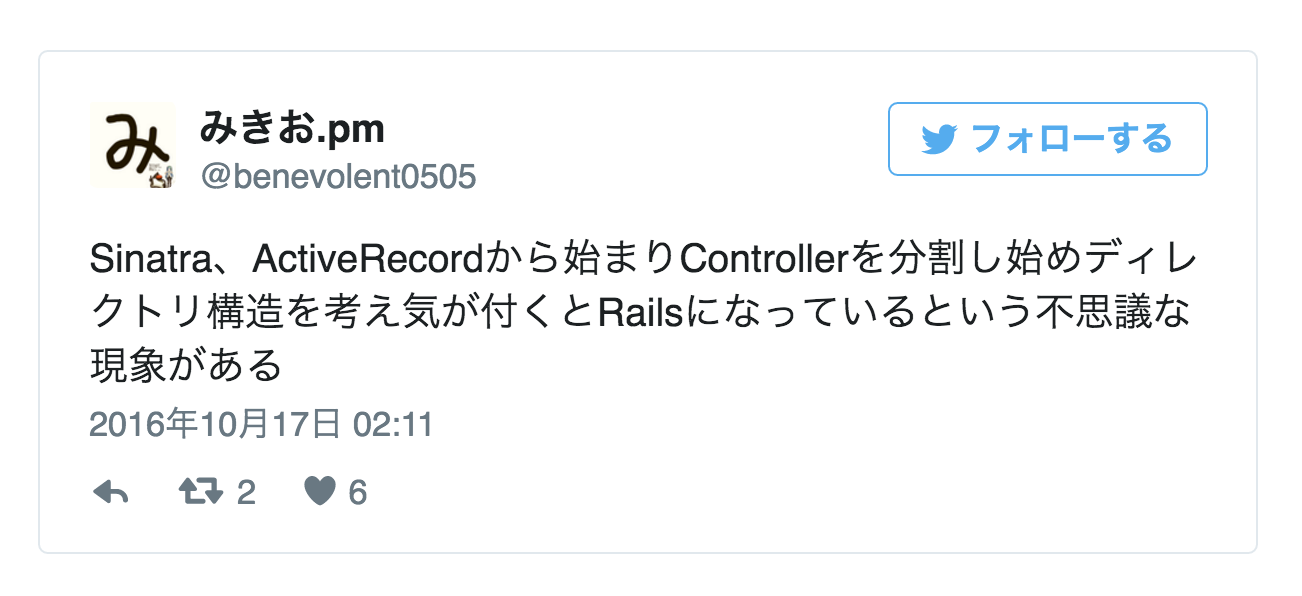 み
みきお.pm
@benevolent0505
フォローする
Sinatra、ActiveRecordから始まりControllerを分割し始めディレ
クトリ構造を考え気が付くとRailsになっているという不思議な
現象がある
2016年10月17日 02:11
2 6